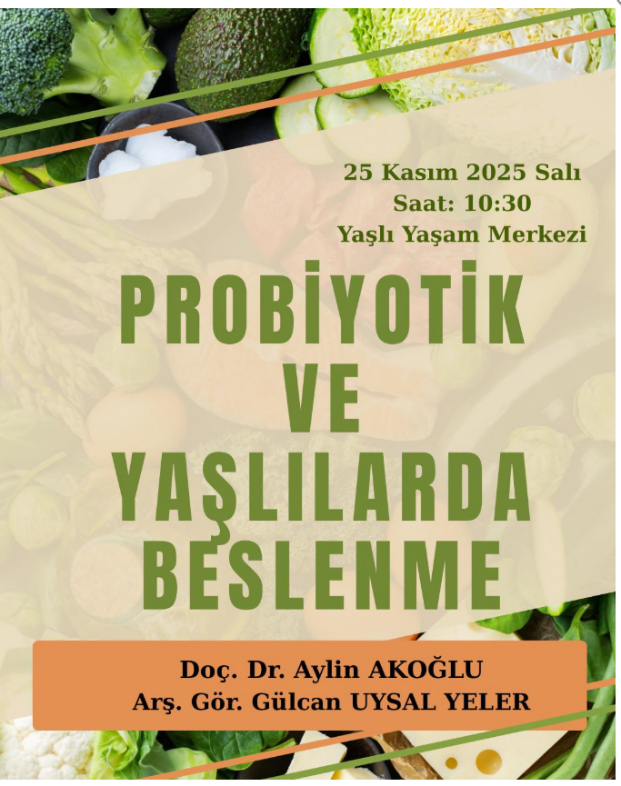 25 Kasım 2025 Salı
Saat: 10:30
Yaşlı Yaşam Merkezi
PROBİYOTİK
VE
YAŞLILARDA
BESLENME
Doç. Dr. Aylin AKOĞLU
Arş. Gör. Gülcan UYSAL YELER